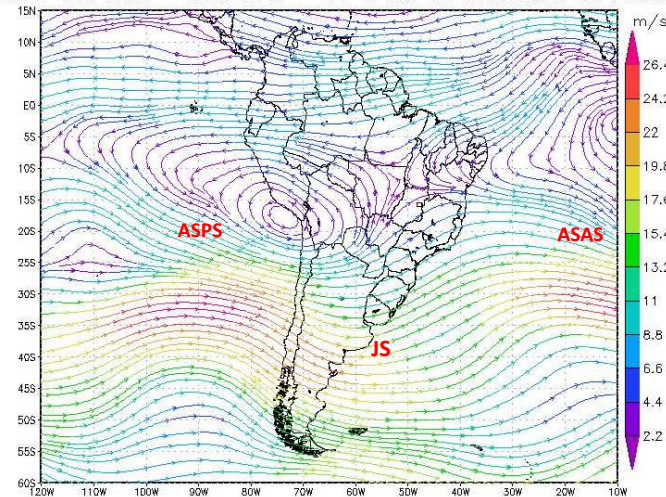 15N
m/s
10N
5N
EQ
5S
10S
15S
20S
25S
30S
35S
40S
45S
50S
55S
60S
26.4
24.2
22
19.8
17.6
15.4
13.2
11
8.8
6.6
4.4
2.2
ASPS
ASAS
JS
120W 110W 100W 90W 80W 70W 60W 50W 40W 30W 20W 10W